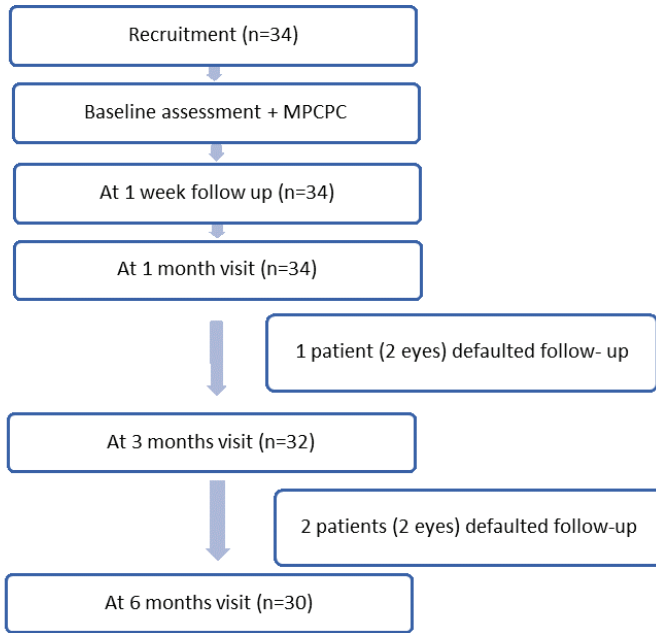 Recruitment (n=34)
Baseline assessment + MPCPC
At 1 week follow up (n=34)
At 1 month visit (n=34)
1 patient (2 eyes) defaulted follow- up
At 3 months visit (n=32)
2 patients (2 eyes) defaulted follow-up
At 6 months visit (n=30)